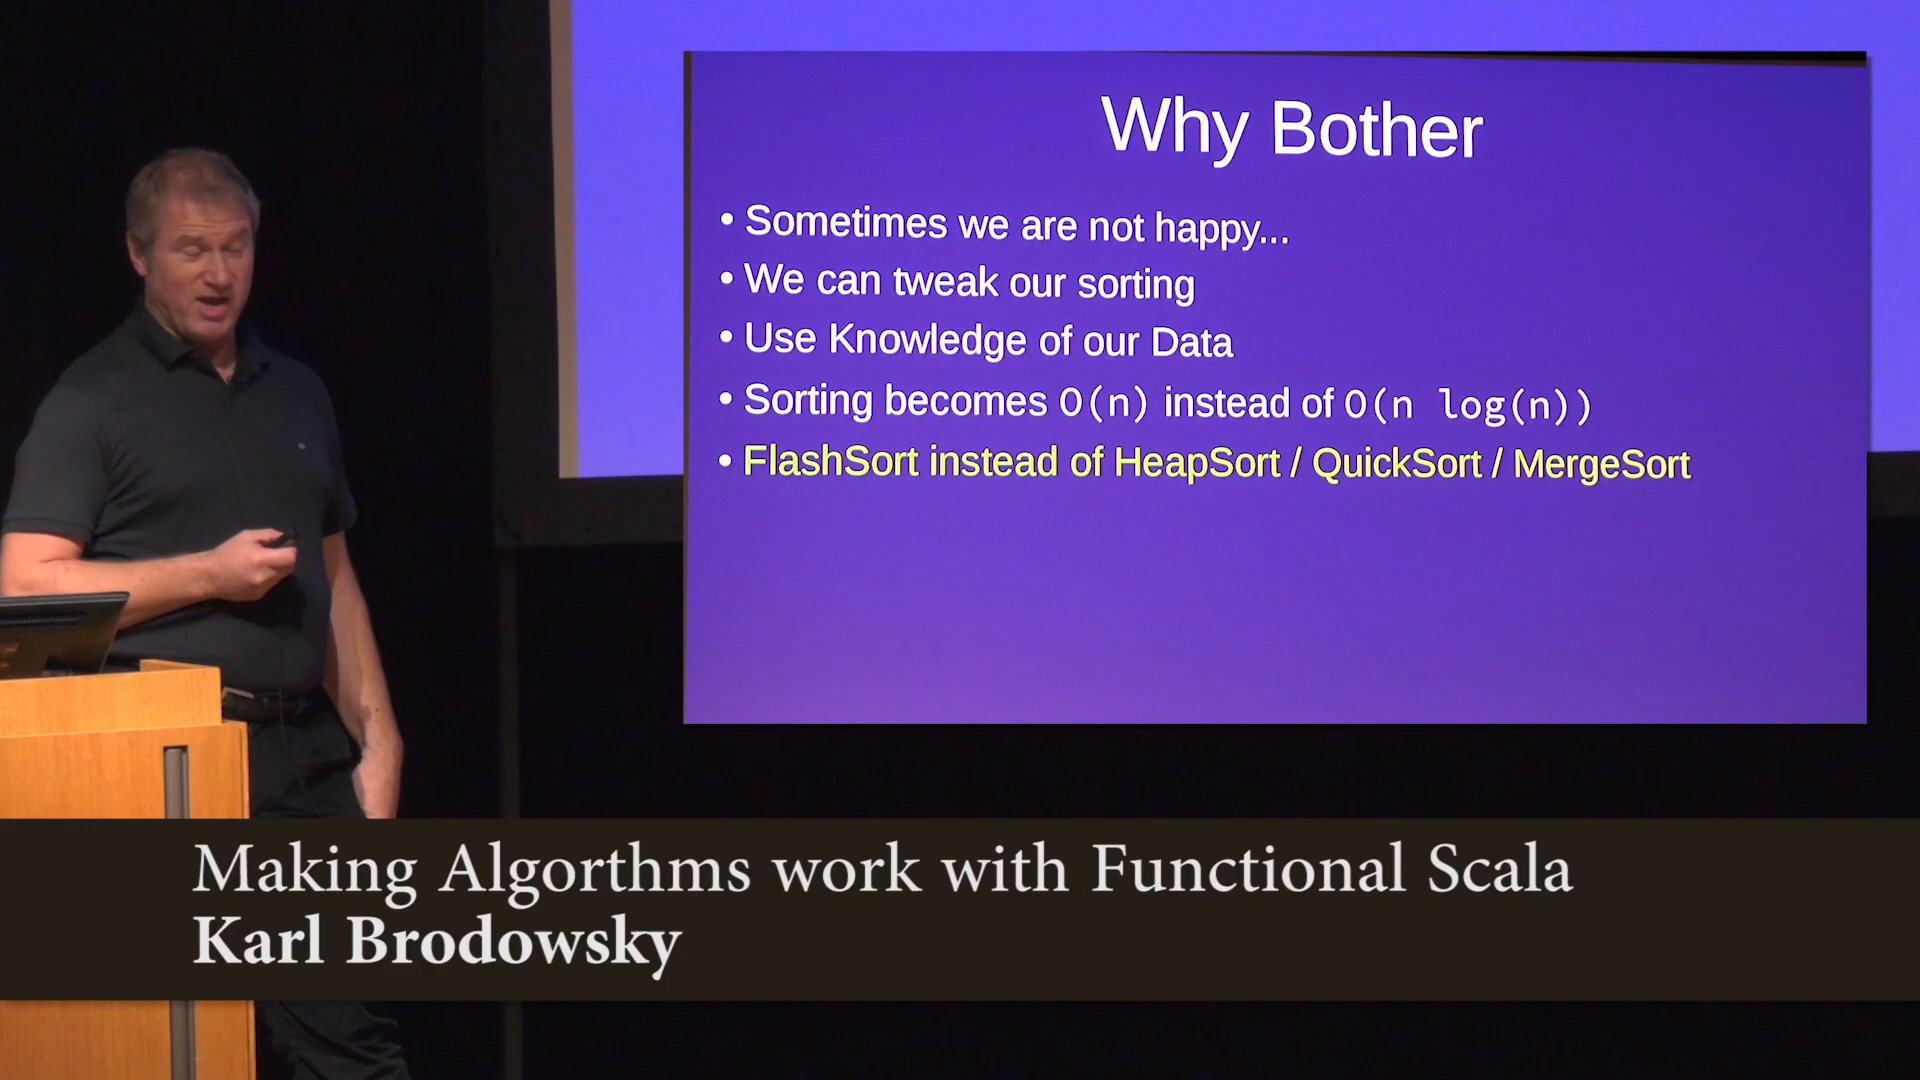 Why Bother
• Sometimes we are not happy...
• We can tweak our sorting
• Use Knowledge of our Data
• Sorting becomes O(n) instead of O(n log(n))
• FlashSort instead of HeapSort / QuickSort / MergeSort
Making Algorthms work with Functional Scala
Karl Brodowsky